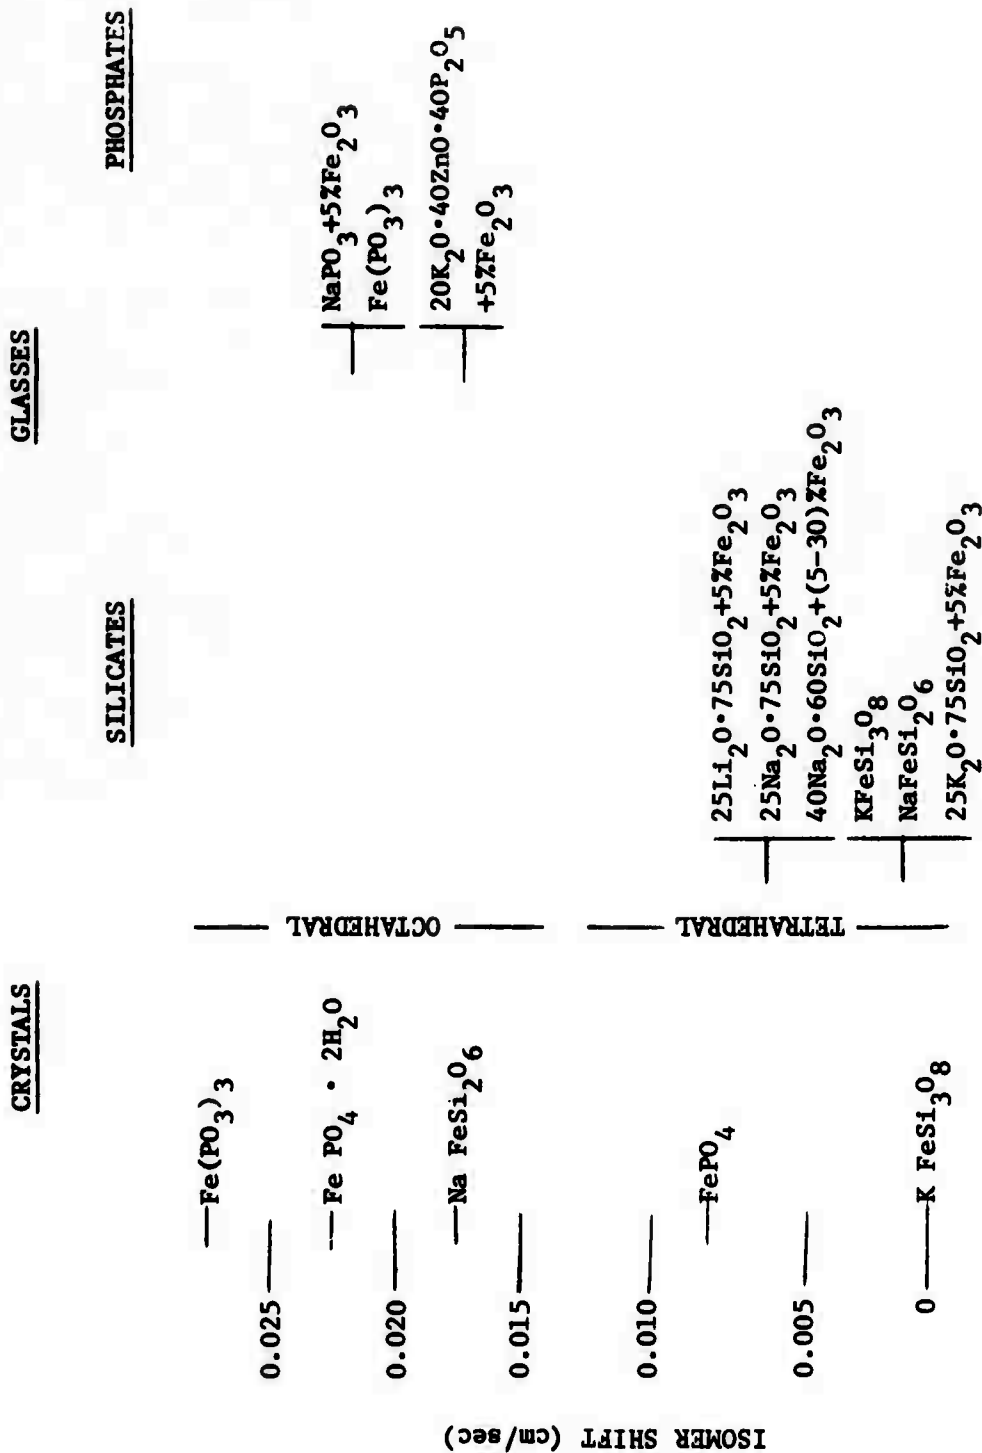 CRYSTALS
GLASSES
SILICATES
PHOSPHATES
ISOMER SHIFT (cm/sec)
0.025
0.020
0.015
0.010
0.005
0
Fe(PO3)3
Fe PO4 • 2H2O
Na FeSi2O6
FePO4
K FeSi3O8
OCTAHEDRAL
TETRAHEDRAL
25Li2O•75SiO2+5%Fe2O3
25Na2O•75SiO2+5%Fe2O3
40Na2O•60SiO2+(5-30)%Fe2O3
KFeSi3O8
NaFeSi2O6
25K2O•75SiO2+5%Fe2O3
NaPO3+5%Fe2O3
Fe(PO3)3
20K2O•40ZnO•40P2O5
+5%Fe2O3